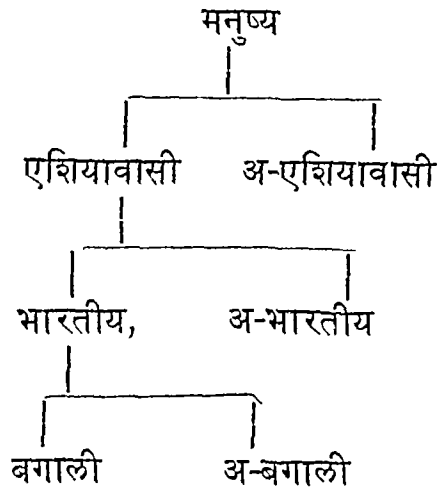 मनुष्य
एशियावासी अ-एशियावासी
भारतीय, अ-भारतीय
बगाली अ-बगाली